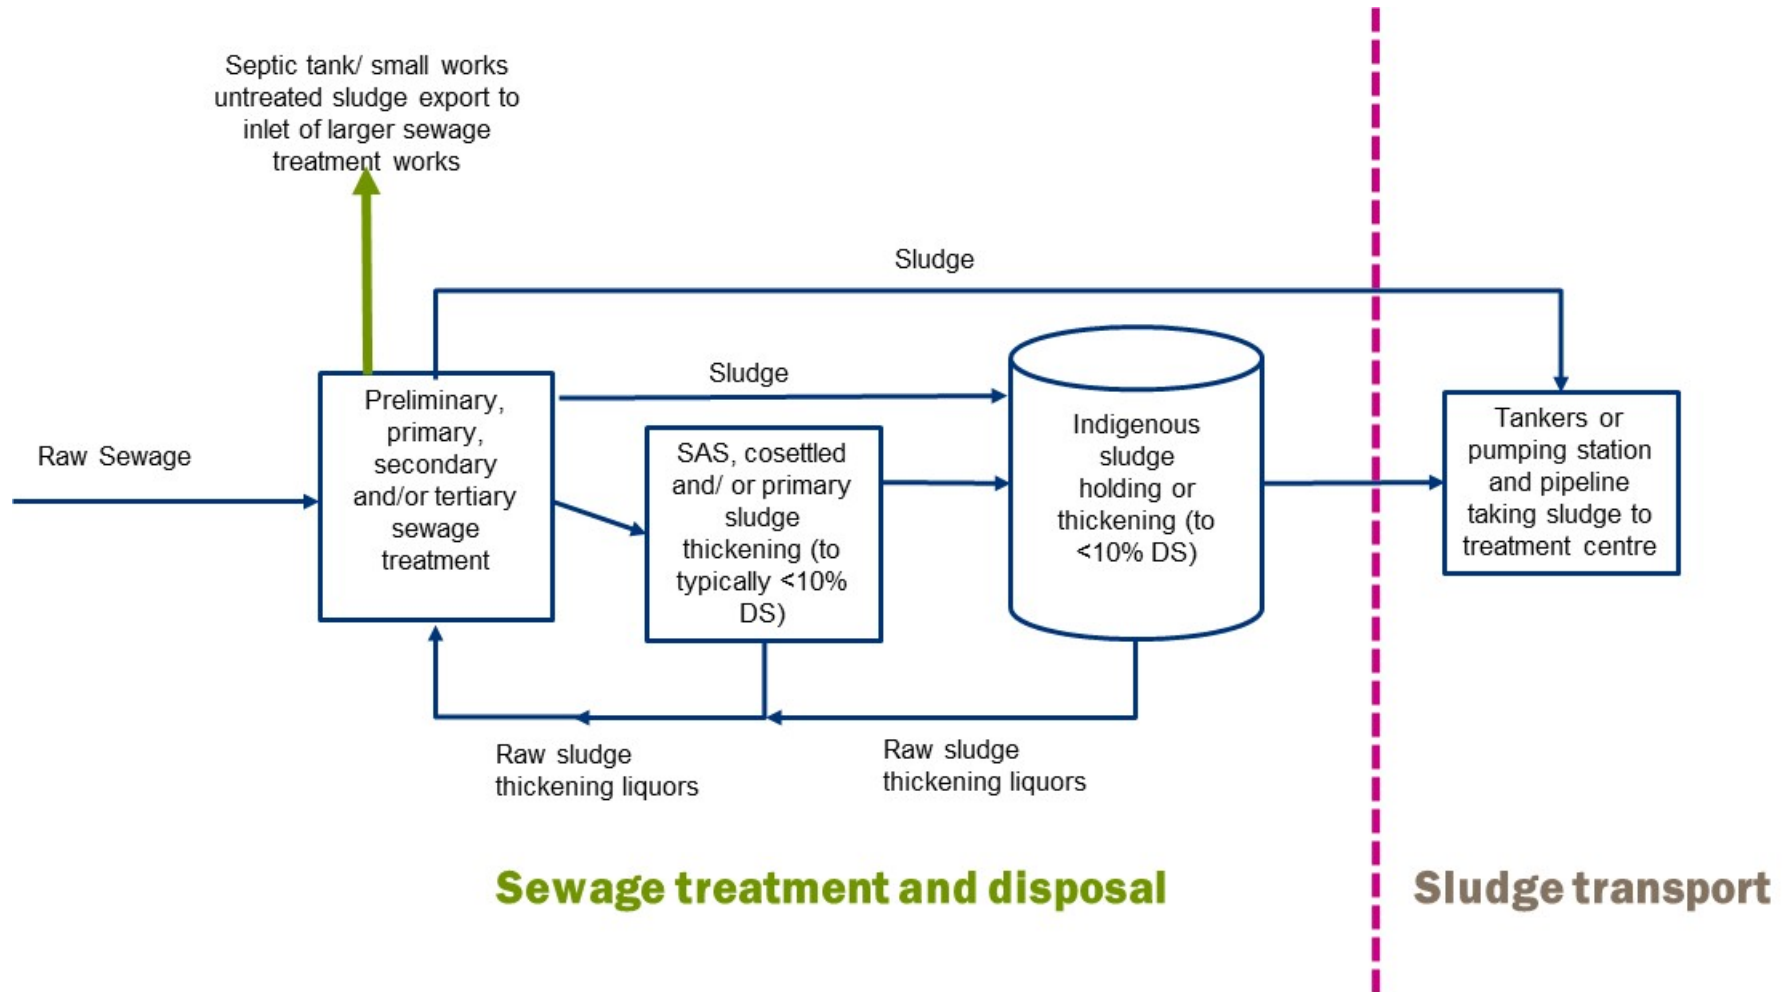 Septic tank/ small works
untreated sludge export to
inlet of larger sewage
treatment works
Sludge
Sludge
Raw Sewage
Preliminary,
primary,
secondary
and/or tertiary
sewage
treatment
SAS, cosettled
and/ or primary
sludge
thickening (to
typically <10%
DS)
Indigenous
sludge
holding or
thickening (to
<10% DS)
Tankers or
pumping station
and pipeline
taking sludge to
treatment centre
Raw sludge
thickening liquors
Raw sludge
thickening liquors
Sewage treatment and disposal
Sludge transport